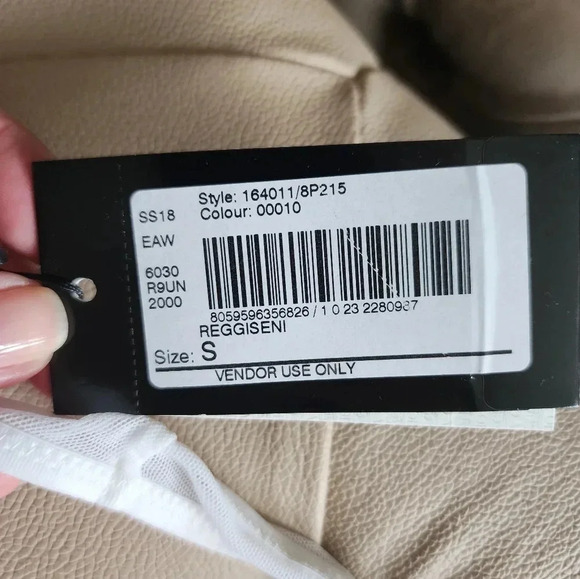 Style: 164011/8P215
SS18
Colour: 00010
EAW
6030
R9UN
2000
8059596356826 / 1 0 23 2280987
REGGISENI
Size: S
VENDOR USE ONLY